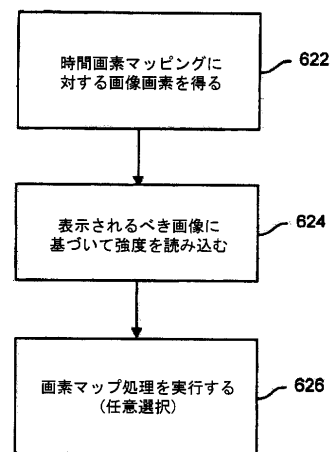 時間画素マッピングに
対する画像画素を得る
622
表示されるべき画像に
基づいて強度を読み込む
624
画素マップ処理を実行する
(任意選択)
626